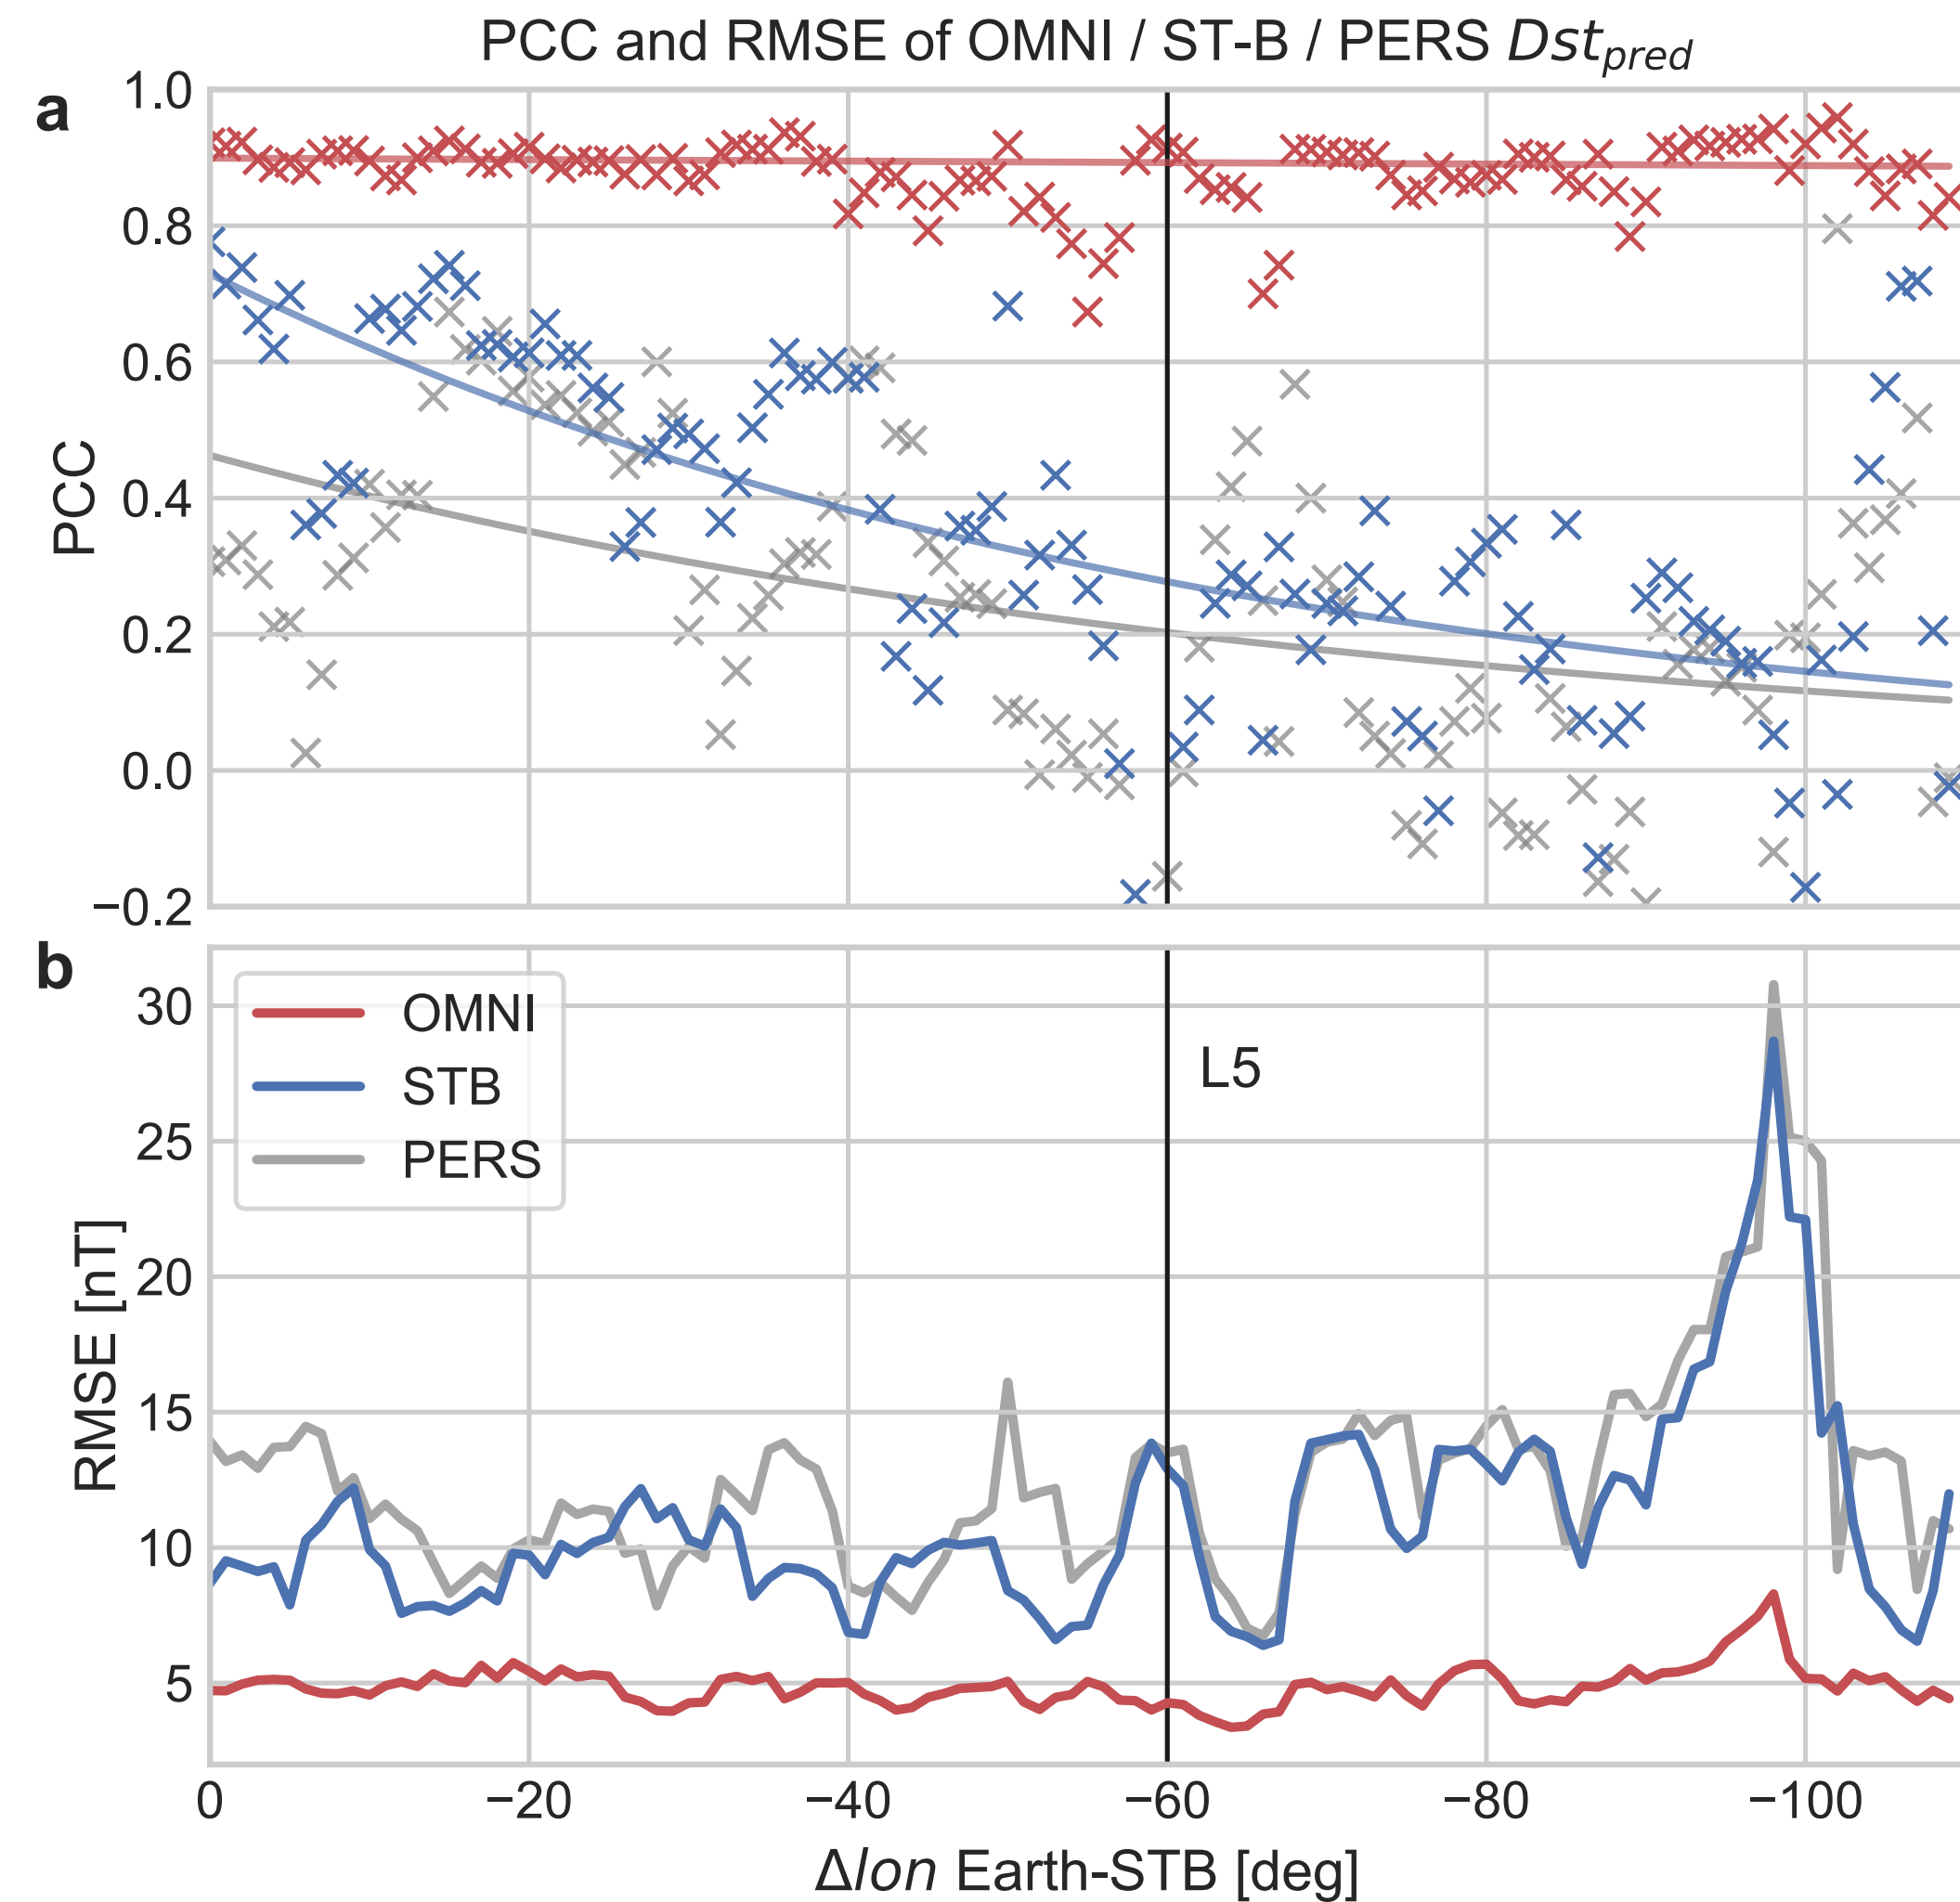 PCC and RMSE of OMNI / ST-B / PERS Dst_pred
a
1.0
0.8
0.6
0.4
0.2
0.0
−0.2
PCC
b
30
25
20
15
10
5
RMSE [nT]
OMNI
STB
PERS
L5
0 −20 −40 −60 −80 −100
Δlon Earth-STB [deg]